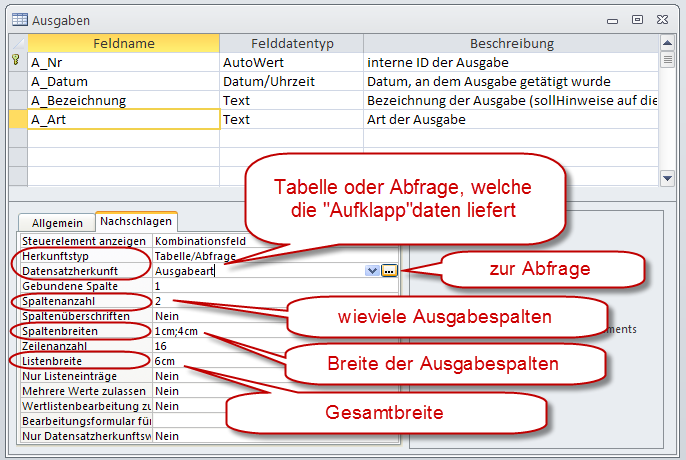 Ausgaben
Feldname Felddatentyp Beschreibung
A_Nr AutoWert interne ID der Ausgabe
A_Datum Datum/Uhrzeit Datum, an dem Ausgabe getätigt wurde
A_Bezeichnung Text Bezeichnung der Ausgabe (sollHinweise auf die
A_Art Text Art der Ausgabe
Tabelle oder Abfrage, welche
die "Aufklapp"daten liefert
Allgemein Nachschlagen
Steuerelement anzeigen Kombinationsfeld
Herkunftstyp Tabelle/Abfrage
Datensatzherkunft Ausgabeart ...
zur Abfrage
Gebundene Spalte 1
Spaltenanzahl 2
wieviele Ausgabespalten
Spaltenüberschriften Nein
Spaltenbreiten 1cm;4cm
Zeilenanzahl 16
Breite der Ausgabespalten
Listenbreite 6cm
Nur Listeneinträge Nein
Mehrere Werte zulassen Nein
Wertlistenbearbeitung zu Nein
Gesamtbreite
Bearbeitungsformular für
Nur Datensatzherkunftsw Nein